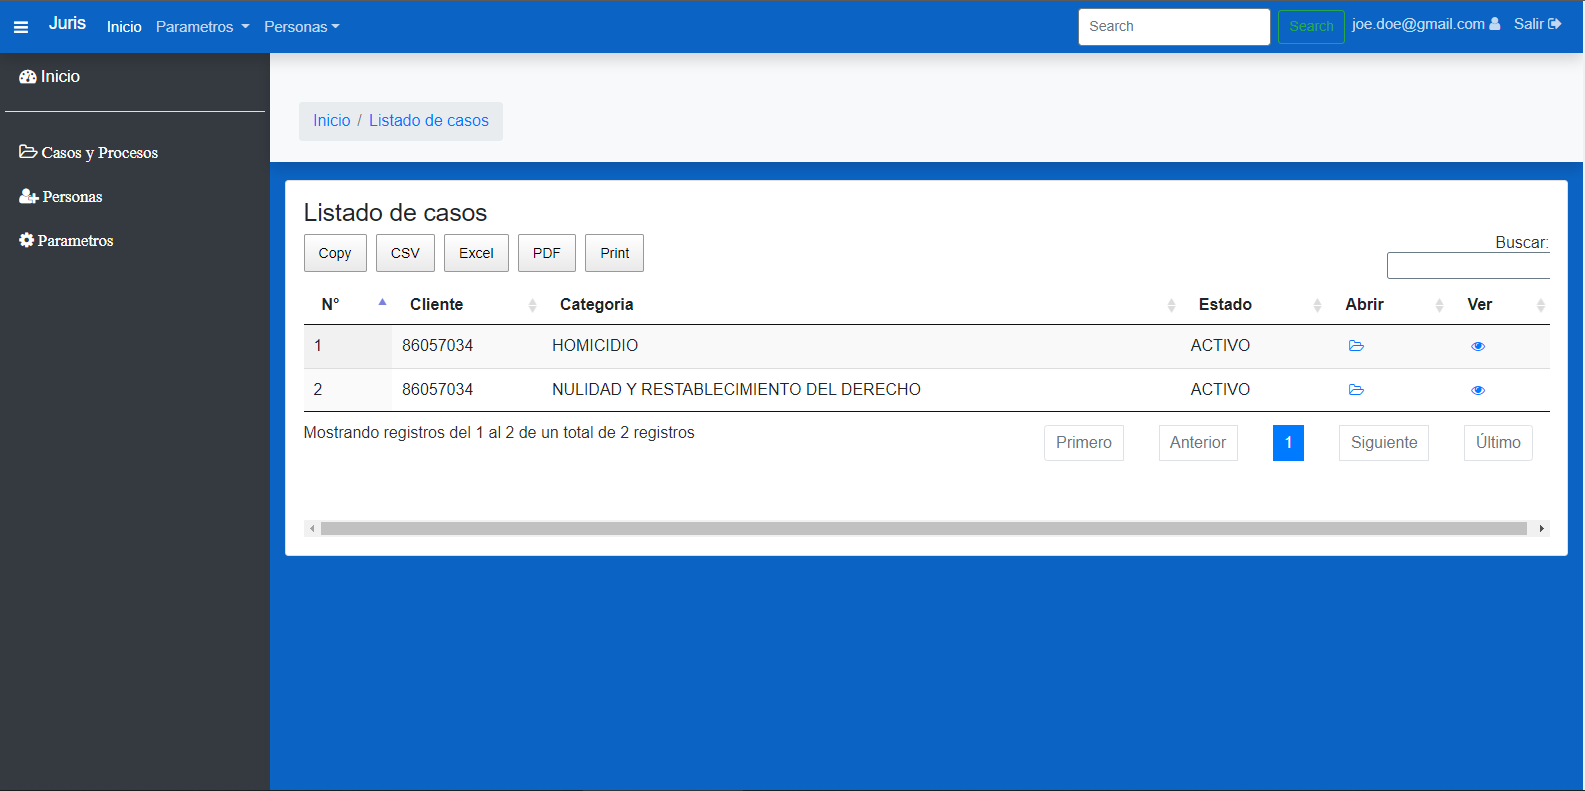 Juris Inicio Parametros Personas Search Search joe.doe@gmail.com Salir
Inicio
Casos y Procesos
Personas
Parametros
Inicio / Listado de casos
Listado de casos
Copy CSV Excel PDF Print
Buscar:
N° Cliente Categoria Estado Abrir Ver
1 86057034 HOMICIDIO ACTIVO
2 86057034 NULIDAD Y RESTABLECIMIENTO DEL DERECHO ACTIVO
Mostrando registros del 1 al 2 de un total de 2 registros
Primero Anterior 1 Siguiente Último